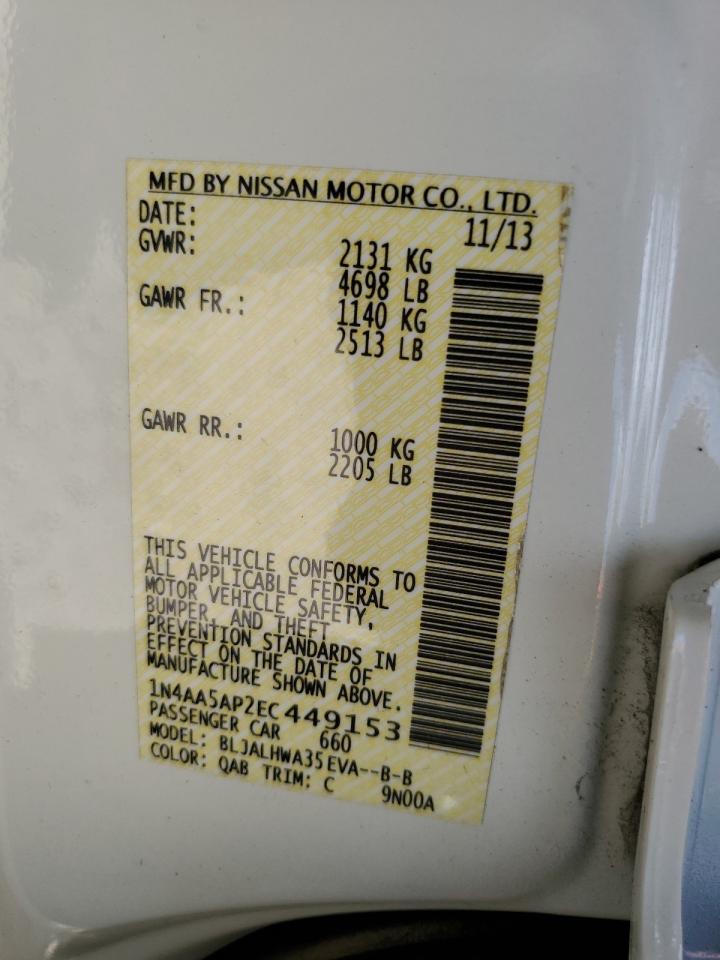 MFD BY NISSAN MOTOR CO., LTD.
DATE: 11/13
GVWR: 2131 KG
4698 LB
GAWR FR.: 1140 KG
2513 LB
GAWR RR.: 1000 KG
2205 LB
THIS VEHICLE CONFORMS TO
ALL APPLICABLE FEDERAL
MOTOR VEHICLE SAFETY,
BUMPER, AND THEFT
PREVENTION STANDARDS IN
EFFECT ON THE DATE OF
MANUFACTURE SHOWN ABOVE.
1N4AA5AP2EC449153
PASSENGER CAR 660
MODEL: BLJALHWA35EVA--B-B
COLOR: QAB TRIM: C 9N00A